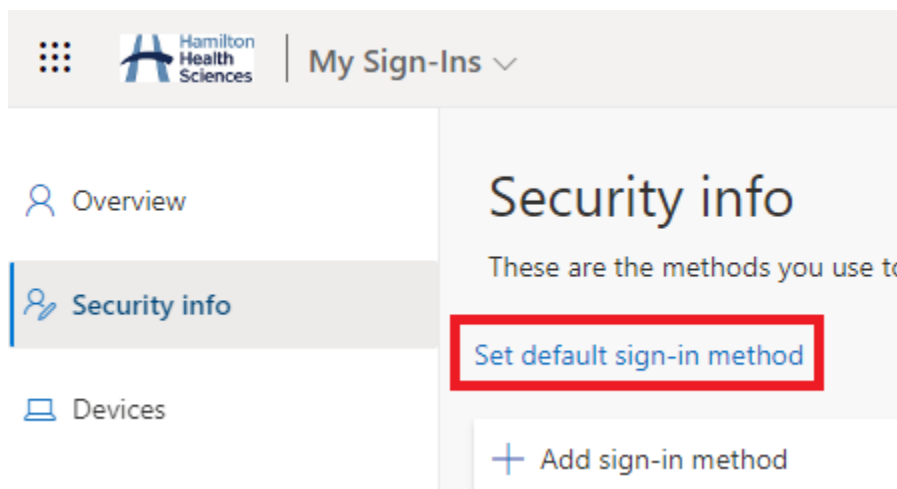 Hamilton
Health
Sciences
My Sign-Ins
Overview
Security info
Devices
Security info
These are the methods you use
Set default sign-in method
Add sign-in method